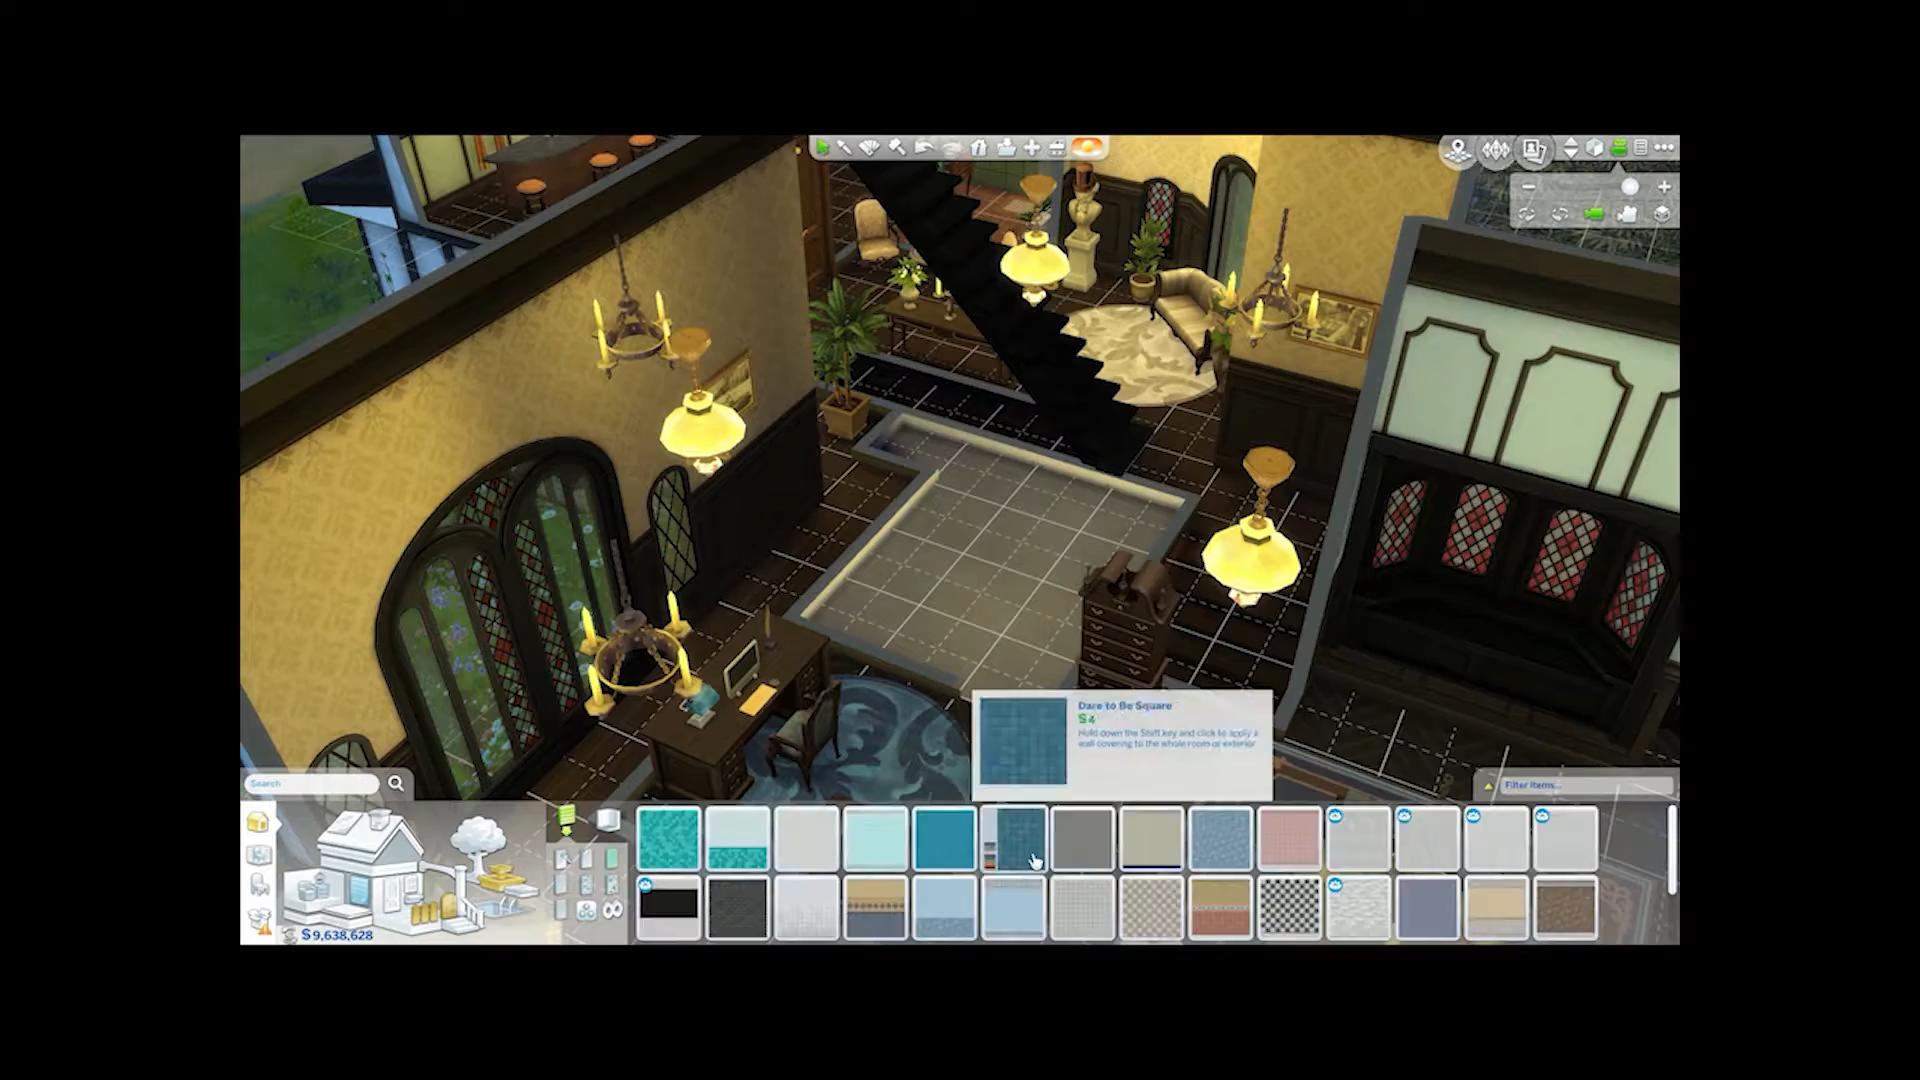 Dare to Be Square
§4
Hold down the Shift key and click to apply a
wall covering to the whole room or exterior
Search
Filter Items...
§9,638,628